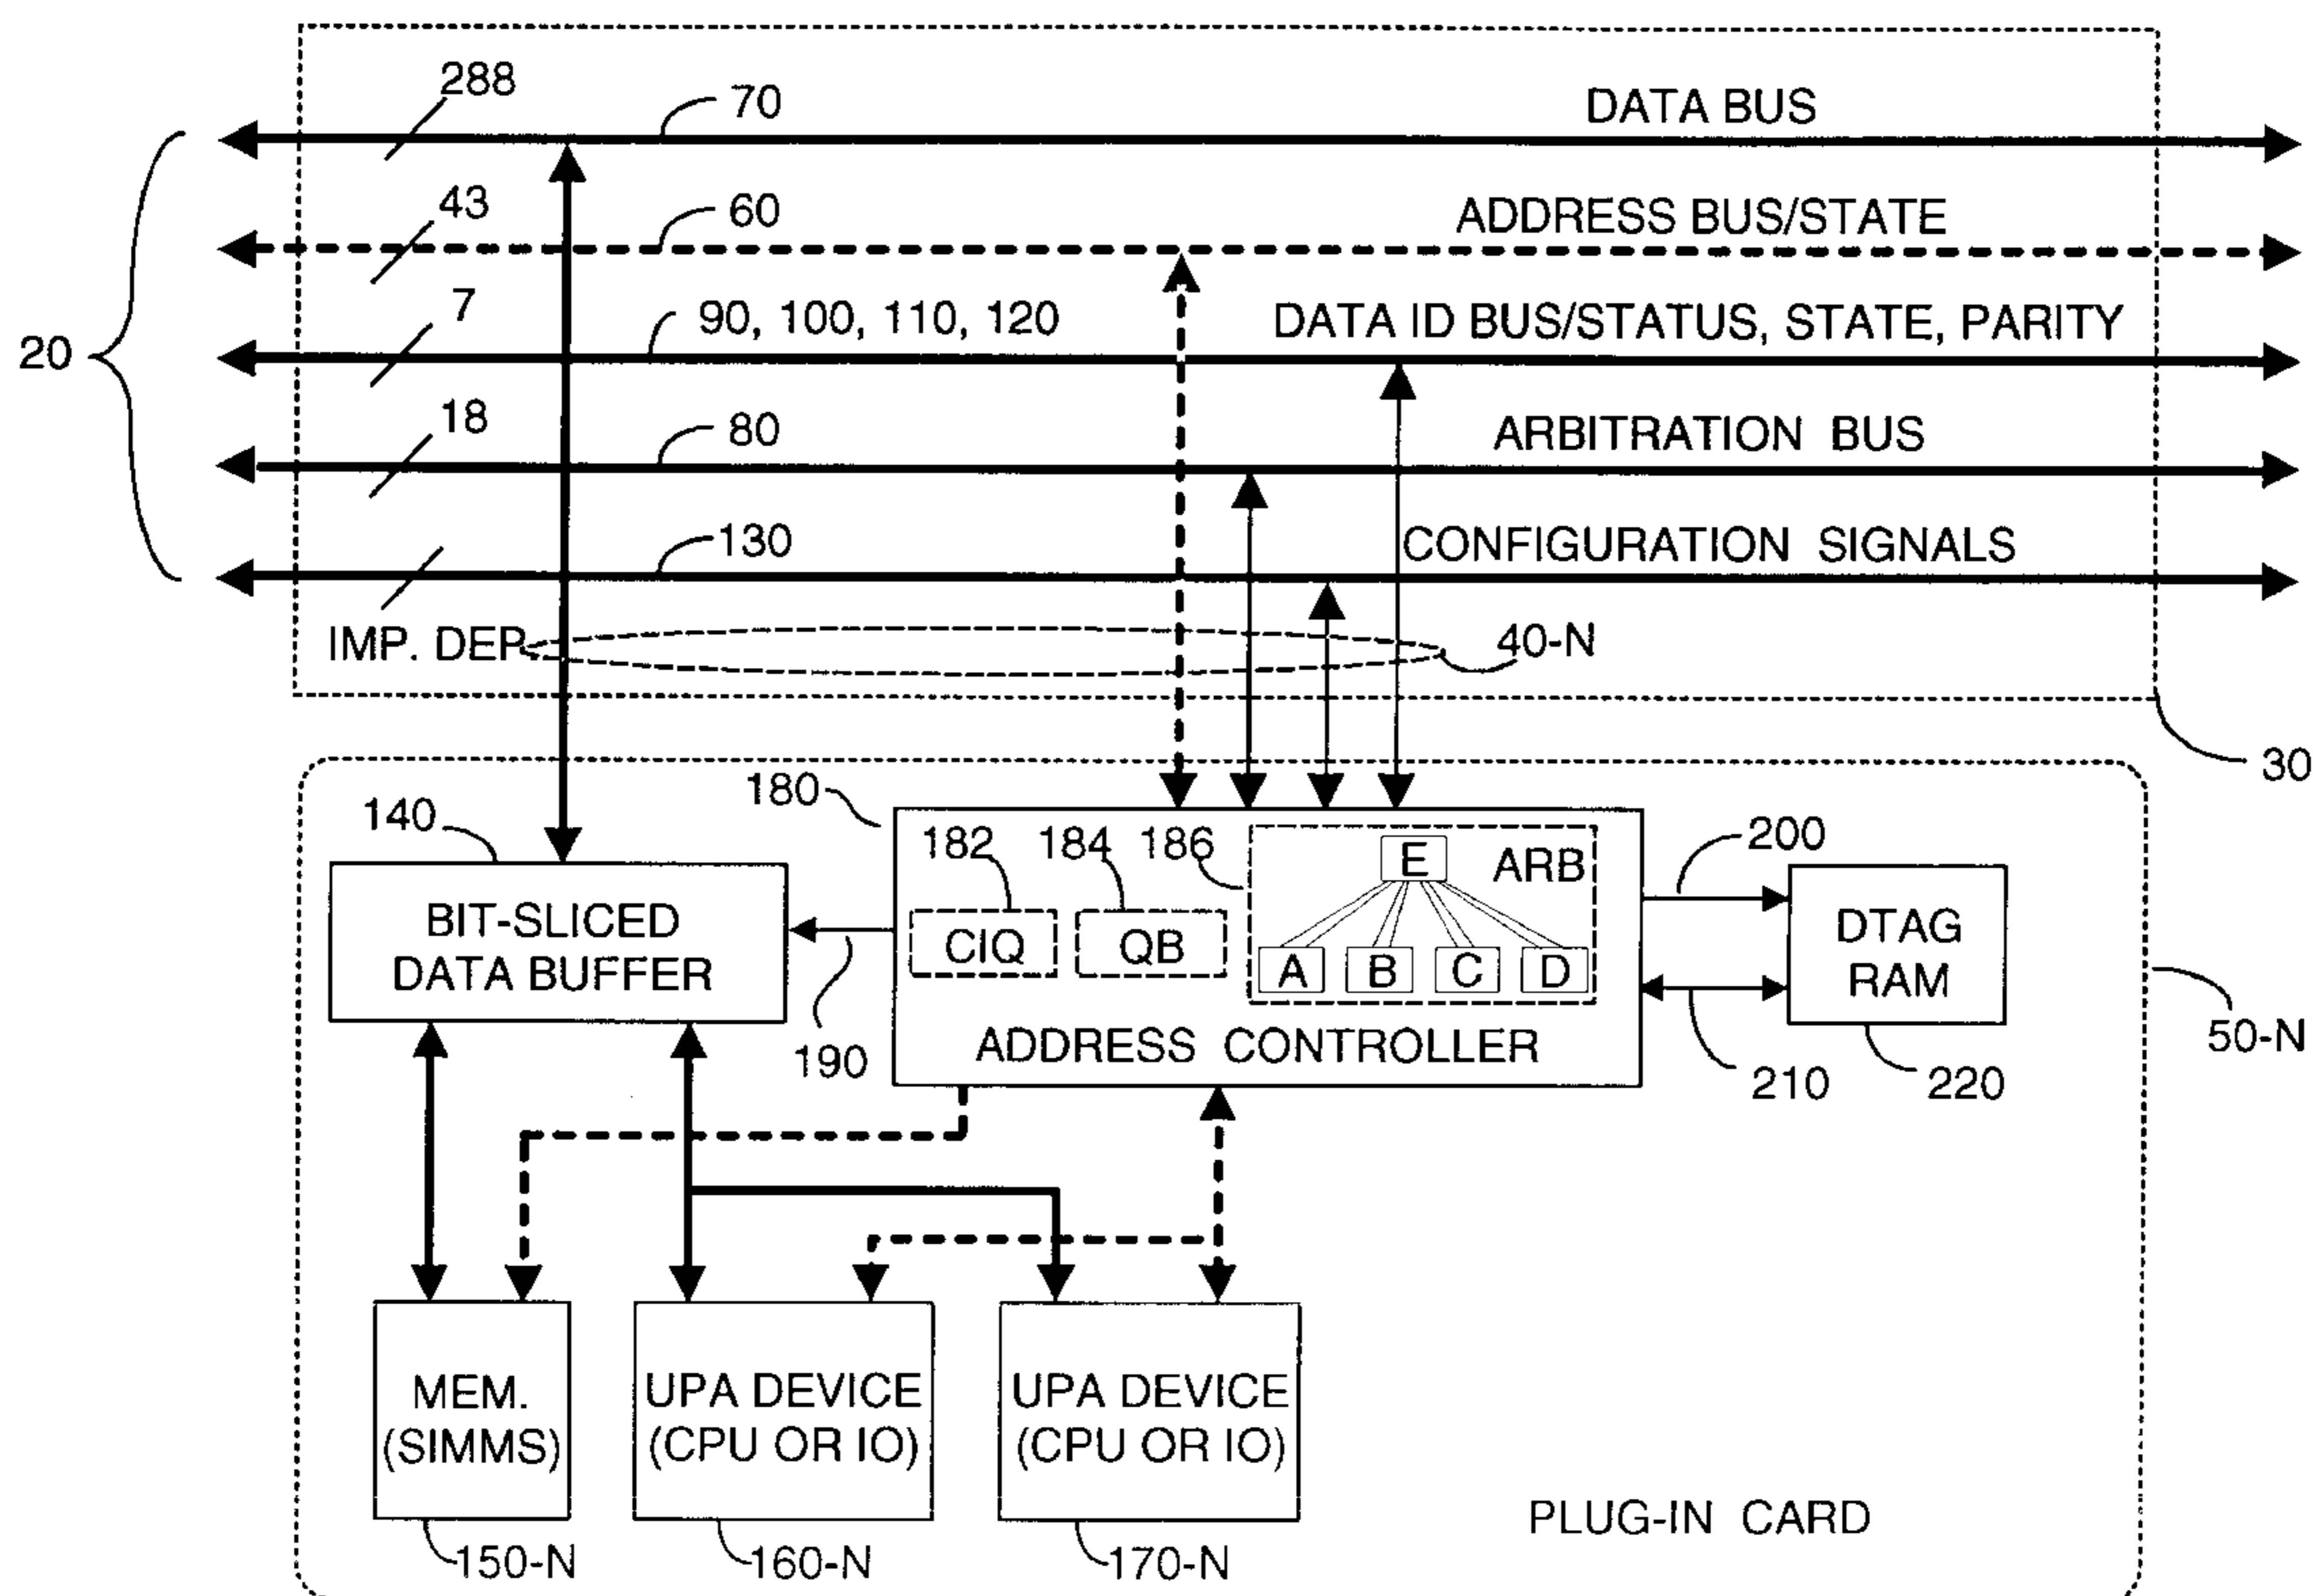 288
70
DATA BUS
43
60
ADDRESS BUS/STATE
7
90, 100, 110, 120
DATA ID BUS/STATUS, STATE, PARITY
20
18
80
ARBITRATION BUS
130
CONFIGURATION SIGNALS
IMP. DEP.
40-N
30
180
140
182
184
186
E
ARB
200
BIT-SLICED
DATA BUFFER
CIQ
QB
A
B
C
D
DTAG
RAM
190
ADDRESS CONTROLLER
210
220
50-N
MEM.
(SIMMS)
UPA DEVICE
(CPU OR IO)
UPA DEVICE
(CPU OR IO)
PLUG-IN CARD
150-N
160-N
170-N